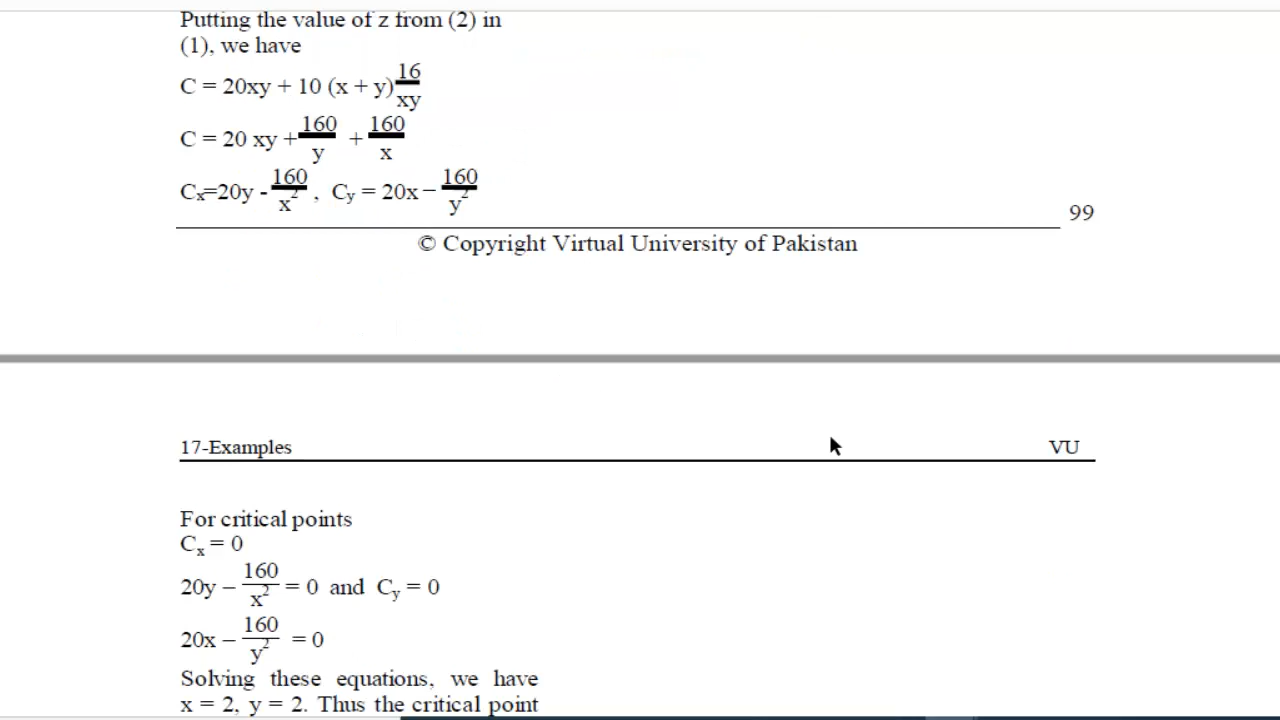 Putting the value of z from (2) in
(1), we have
C = 20xy + 10 (x + y) 16/xy
C = 20 xy + 160/y + 160/x
Cₓ=20y - 160/x², Cᵧ = 20x − 160/y²
99
© Copyright Virtual University of Pakistan
17-Examples VU
For critical points
Cₓ = 0
20y − 160/x² = 0 and Cᵧ = 0
20x − 160/y² = 0
Solving these equations, we have
x = 2, y = 2. Thus the critical point